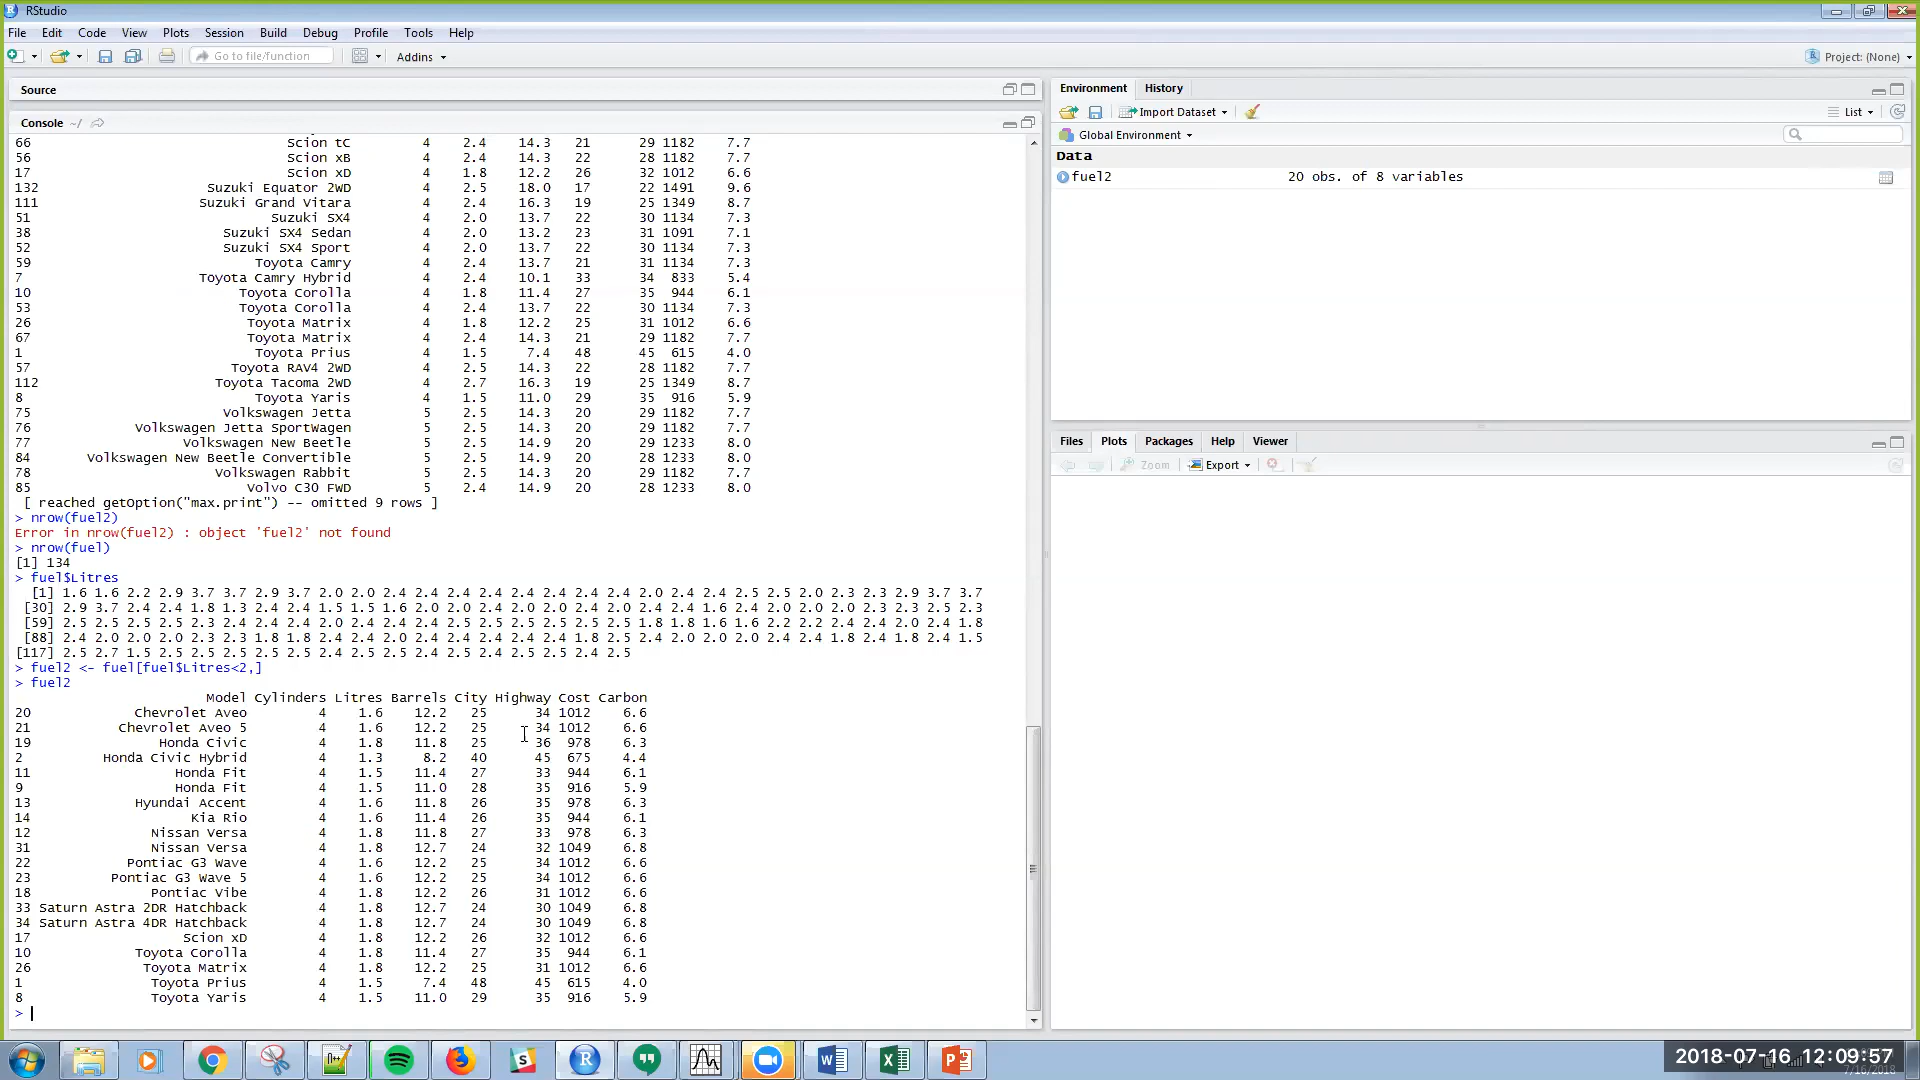 RStudio
File Edit Code View Plots Session Build Debug Profile Tools Help
Go to file/function Addins Project: (None)
Source
Console ~/
66 Scion tC 4 2.4 14.3 21 29 1182 7.7
56 Scion xB 4 2.4 14.3 22 28 1182 7.7
17 Scion xD 4 1.8 12.2 26 32 1012 6.6
132 Suzuki Equator 2WD 4 2.5 18.0 17 22 1491 9.6
111 Suzuki Grand Vitara 4 2.4 16.3 19 25 1349 8.7
51 Suzuki SX4 4 2.0 13.7 22 30 1134 7.3
38 Suzuki SX4 Sedan 4 2.0 13.2 23 31 1091 7.1
52 Suzuki SX4 Sport 4 2.0 13.7 22 30 1134 7.3
59 Toyota Camry 4 2.4 13.7 21 31 1134 7.3
7 Toyota Camry Hybrid 4 2.4 10.1 33 34 833 5.4
10 Toyota Corolla 4 1.8 11.4 27 35 944 6.1
53 Toyota Corolla 4 2.4 13.7 22 30 1134 7.3
26 Toyota Matrix 4 1.8 12.2 25 31 1012 6.6
67 Toyota Matrix 4 2.4 14.3 21 29 1182 7.7
1 Toyota Prius 4 1.5 7.4 48 45 615 4.0
57 Toyota RAV4 2WD 4 2.5 14.3 22 28 1182 7.7
112 Toyota Tacoma 2WD 4 2.7 16.3 19 25 1349 8.7
8 Toyota Yaris 4 1.5 11.0 29 35 916 5.9
75 Volkswagen Jetta 5 2.5 14.3 20 29 1182 7.7
76 Volkswagen Jetta SportWagen 5 2.5 14.3 20 29 1182 7.7
77 Volkswagen New Beetle 5 2.5 14.9 20 29 1233 8.0
84 Volkswagen New Beetle Convertible 5 2.5 14.9 20 28 1233 8.0
78 Volkswagen Rabbit 5 2.5 14.3 20 29 1182 7.7
85 Volvo C30 FWD 5 2.4 14.9 20 28 1233 8.0
[ reached getOption("max.print") -- omitted 9 rows ]
> nrow(fuel2)
Error in nrow(fuel2) : object 'fuel2' not found
> nrow(fuel)
[1] 134
> fuel$Litres
[1] 1.6 1.6 2.2 2.9 3.7 3.7 2.9 3.7 2.0 2.0 2.4 2.4 2.4 2.4 2.4 2.4 2.4 2.4 2.0 2.4 2.4 2.5 2.5 2.0 2.3 2.3 2.9 3.7 3.7
[30] 2.9 3.7 2.4 2.4 1.8 1.3 2.4 2.4 1.5 1.5 1.6 2.0 2.0 2.4 2.0 2.0 2.4 2.0 2.4 2.4 1.6 2.4 2.0 2.0 2.0 2.3 2.3 2.5 2.3
[59] 2.5 2.5 2.5 2.5 2.3 2.4 2.4 2.4 2.0 2.4 2.4 2.5 2.5 2.5 2.5 2.5 2.5 1.8 1.8 1.6 1.6 2.2 2.2 2.4 2.4 2.0 2.4 1.8
[88] 2.4 2.0 2.0 2.0 2.3 2.3 1.8 1.8 2.4 2.4 2.0 2.4 2.4 2.4 2.4 2.4 1.8 2.5 2.4 2.0 2.0 2.0 2.4 2.4 1.8 2.4 1.8 2.4 1.5
[117] 2.5 2.7 1.5 2.5 2.5 2.5 2.5 2.5 2.4 2.5 2.5 2.4 2.5 2.4 2.5 2.5 2.4 2.5
> fuel2 <- fuel[fuel$Litres<2,]
> fuel2
Model Cylinders Litres Barrels City Highway Cost Carbon
20 Chevrolet Aveo 4 1.6 12.2 25 34 1012 6.6
21 Chevrolet Aveo 5 4 1.6 12.2 25 34 1012 6.6
19 Honda Civic 4 1.8 11.8 25 36 978 6.3
2 Honda Civic Hybrid 4 1.3 8.2 40 45 675 4.4
11 Honda Fit 4 1.5 11.4 27 33 944 6.1
9 Honda Fit 4 1.5 11.0 28 35 916 5.9
13 Hyundai Accent 4 1.6 11.8 26 35 978 6.3
14 Kia Rio 4 1.6 11.4 26 35 944 6.1
12 Nissan Versa 4 1.8 11.8 27 33 978 6.3
31 Nissan Versa 4 1.8 12.7 24 32 1049 6.8
22 Pontiac G3 Wave 4 1.6 12.2 25 34 1012 6.6
23 Pontiac G3 Wave 5 4 1.6 12.2 25 34 1012 6.6
18 Pontiac Vibe 4 1.8 12.2 26 31 1012 6.6
33 Saturn Astra 2DR Hatchback 4 1.8 12.7 24 30 1049 6.8
34 Saturn Astra 4DR Hatchback 4 1.8 12.7 24 30 1049 6.8
17 Scion xD 4 1.8 12.2 26 32 1012 6.6
10 Toyota Corolla 4 1.8 11.4 27 35 944 6.1
26 Toyota Matrix 4 1.8 12.2 25 31 1012 6.6
1 Toyota Prius 4 1.5 7.4 48 45 615 4.0
8 Toyota Yaris 4 1.5 11.0 29 35 916 5.9
>
Environment History
Import Dataset List
Global Environment
Data
fuel2 20 obs. of 8 variables
Files Plots Packages Help Viewer
Zoom Export
2018-07-16 12:09:57
7/16/2018